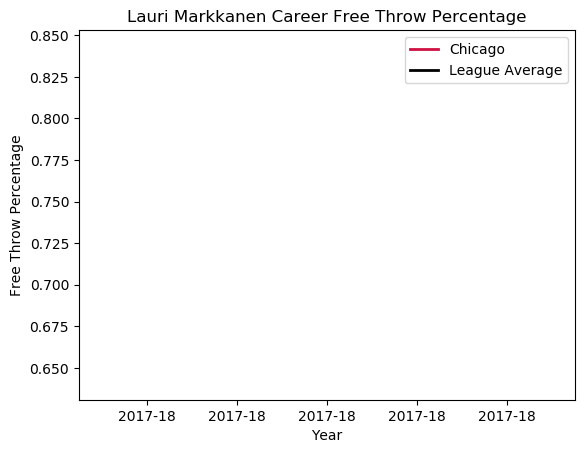 Lauri Markkanen Career Free Throw Percentage
Chicago
League Average
Free Throw Percentage
0.850
0.825
0.800
0.775
0.750
0.725
0.700
0.675
0.650
2017-18 2017-18 2017-18 2017-18 2017-18
Year